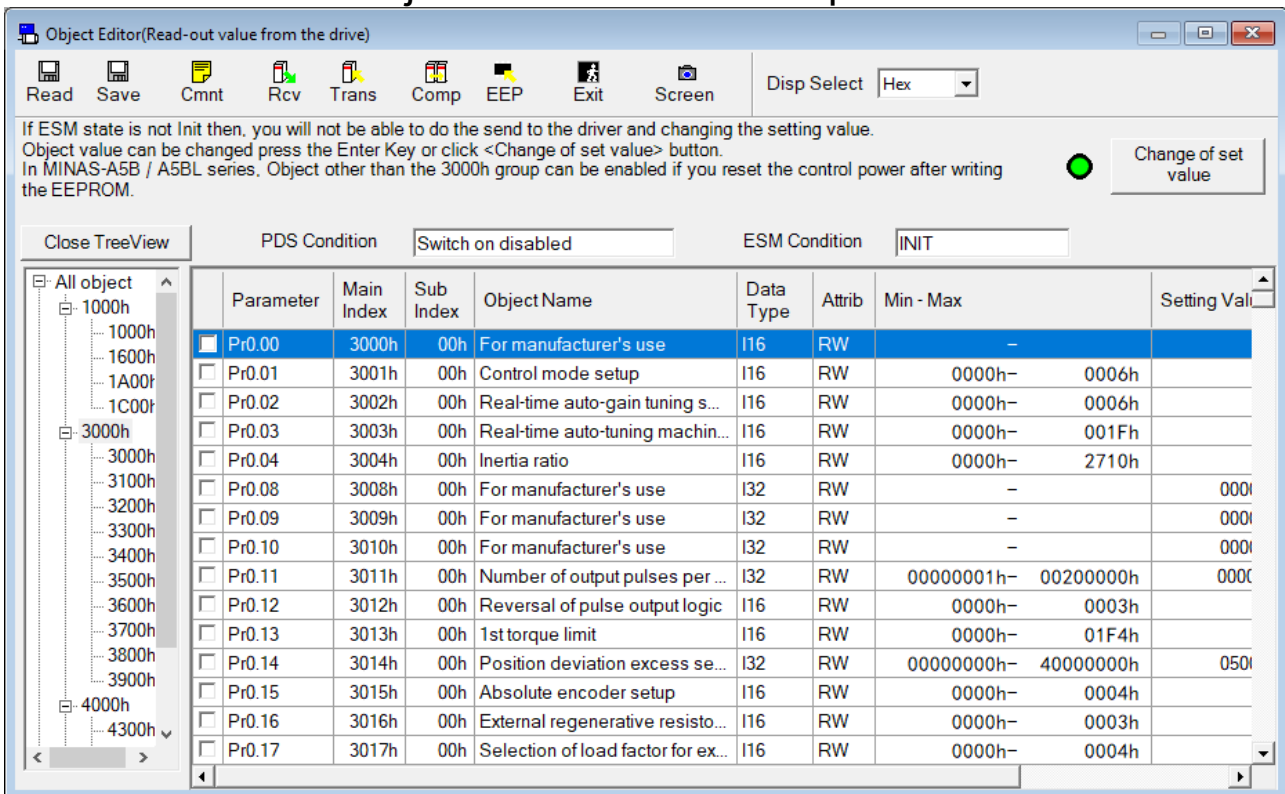 Object Editor(Read-out value from the drive)
Read Save Cmnt Rcv Trans Comp EEP Exit Screen Disp Select Hex
If ESM state is not Init then, you will not be able to do the send to the driver and changing the setting value.
Object value can be changed press the Enter Key or click <Change of set value> button.
In MINAS-A5B / A5BL series, Object other than the 3000h group can be enabled if you reset the control power after writing
the EEPROM.
Change of set
value
Close TreeView PDS Condition Switch on disabled ESM Condition INIT
All object
1000h
1000h
1600h
1A00h
1C00h
3000h
3000h
3100h
3200h
3300h
3400h
3500h
3600h
3700h
3800h
3900h
4000h
4300h
Parameter Main Index Sub Index Object Name Data Type Attrib Min - Max Setting Val
Pr0.00 3000h 00h For manufacturer's use I16 RW –
Pr0.01 3001h 00h Control mode setup I16 RW 0000h– 0006h
Pr0.02 3002h 00h Real-time auto-gain tuning s... I16 RW 0000h– 0006h
Pr0.03 3003h 00h Real-time auto-tuning machin... I16 RW 0000h– 001Fh
Pr0.04 3004h 00h Inertia ratio I16 RW 0000h– 2710h
Pr0.08 3008h 00h For manufacturer's use I32 RW – 000
Pr0.09 3009h 00h For manufacturer's use I32 RW – 000
Pr0.10 3010h 00h For manufacturer's use I32 RW – 000
Pr0.11 3011h 00h Number of output pulses per ... I32 RW 00000001h– 00200000h 000
Pr0.12 3012h 00h Reversal of pulse output logic I16 RW 0000h– 0003h
Pr0.13 3013h 00h 1st torque limit I16 RW 0000h– 01F4h
Pr0.14 3014h 00h Position deviation excess se... I32 RW 00000000h– 40000000h 050
Pr0.15 3015h 00h Absolute encoder setup I16 RW 0000h– 0004h
Pr0.16 3016h 00h External regenerative resisto... I16 RW 0000h– 0003h
Pr0.17 3017h 00h Selection of load factor for ex... I16 RW 0000h– 0004h